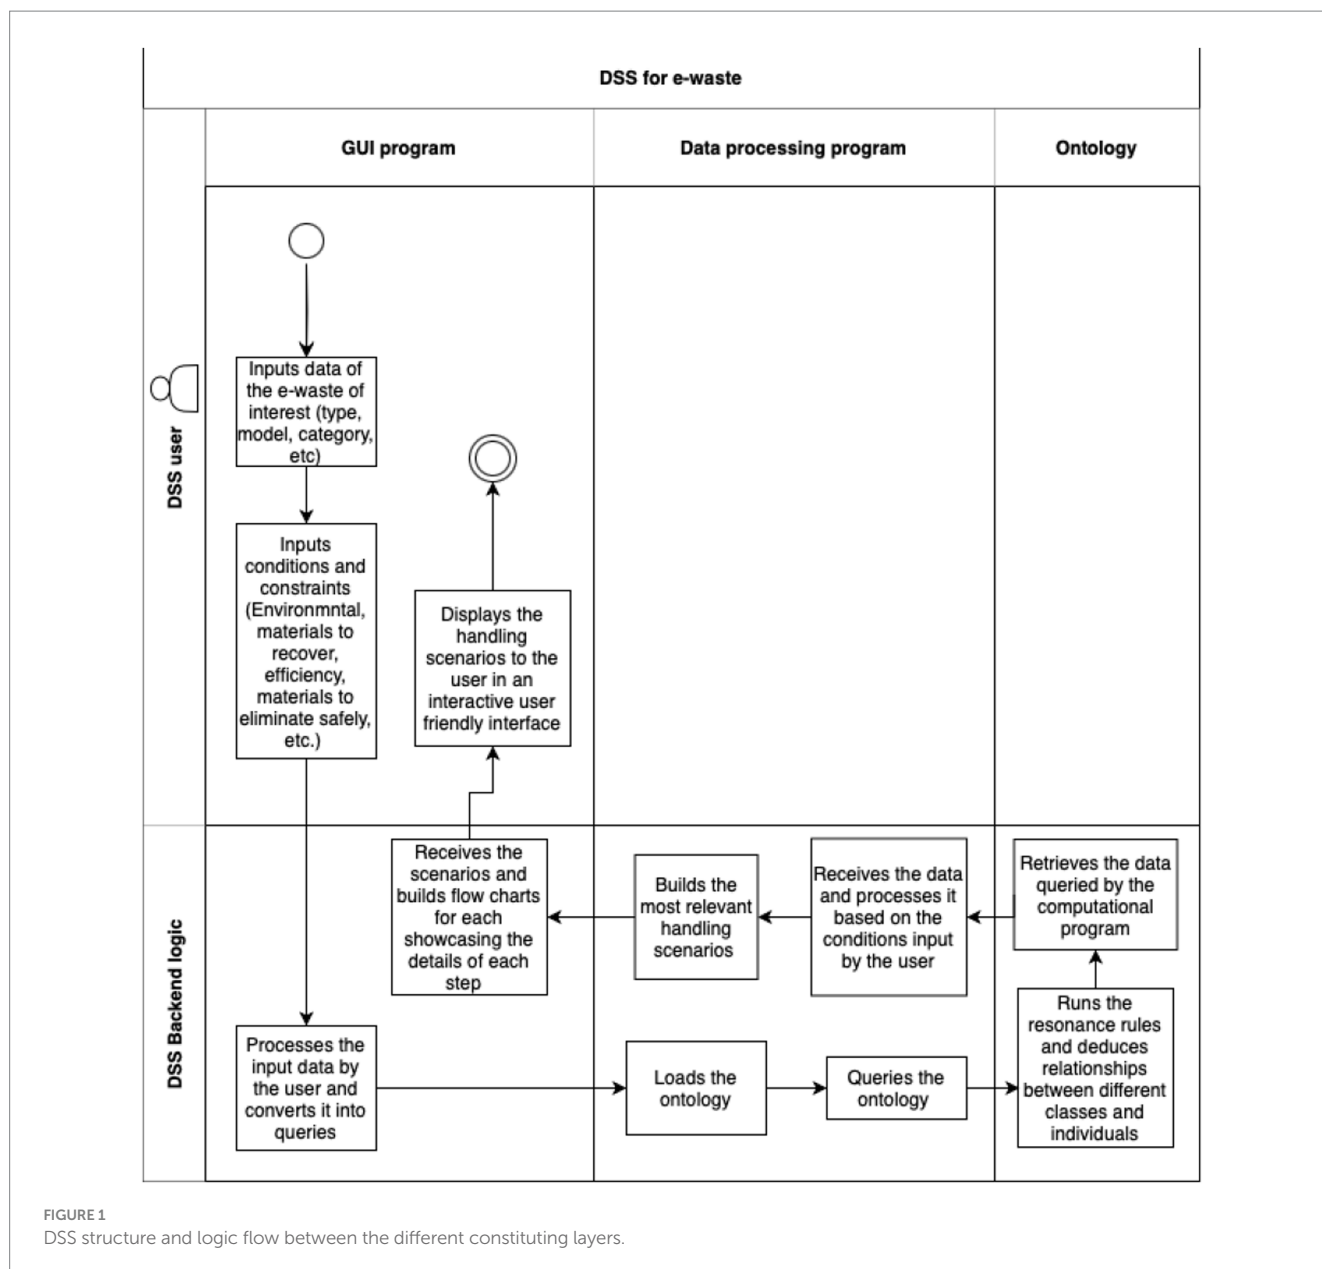 DSS for e-waste
GUI program
Data processing program
Ontology
DSS user
Inputs data of
the e-waste of
interest (type,
model, category,
etc)
Inputs
conditions and
constraints
(Environmntal,
materials to
recover,
efficiency,
materials to
eliminate safely,
etc.)
Displays the
handling
scenarios to the
user in an
interactive user
friendly interface
DSS Backend logic
Receives the
scenarios and
builds flow charts
for each
showcasing the
details of each
step
Builds the
most relevant
handling
scenarios
Receives the data
and processes it
based on the
conditions input
by the user
Retrieves the data
queried by the
computational
program
Processes the
input data by
the user and
converts it into
queries
Loads the
ontology
Queries the
ontology
Runs the
resonance rules
and deduces
relationships
between different
classes and
individuals
FIGURE 1
DSS structure and logic flow between the different constituting layers.